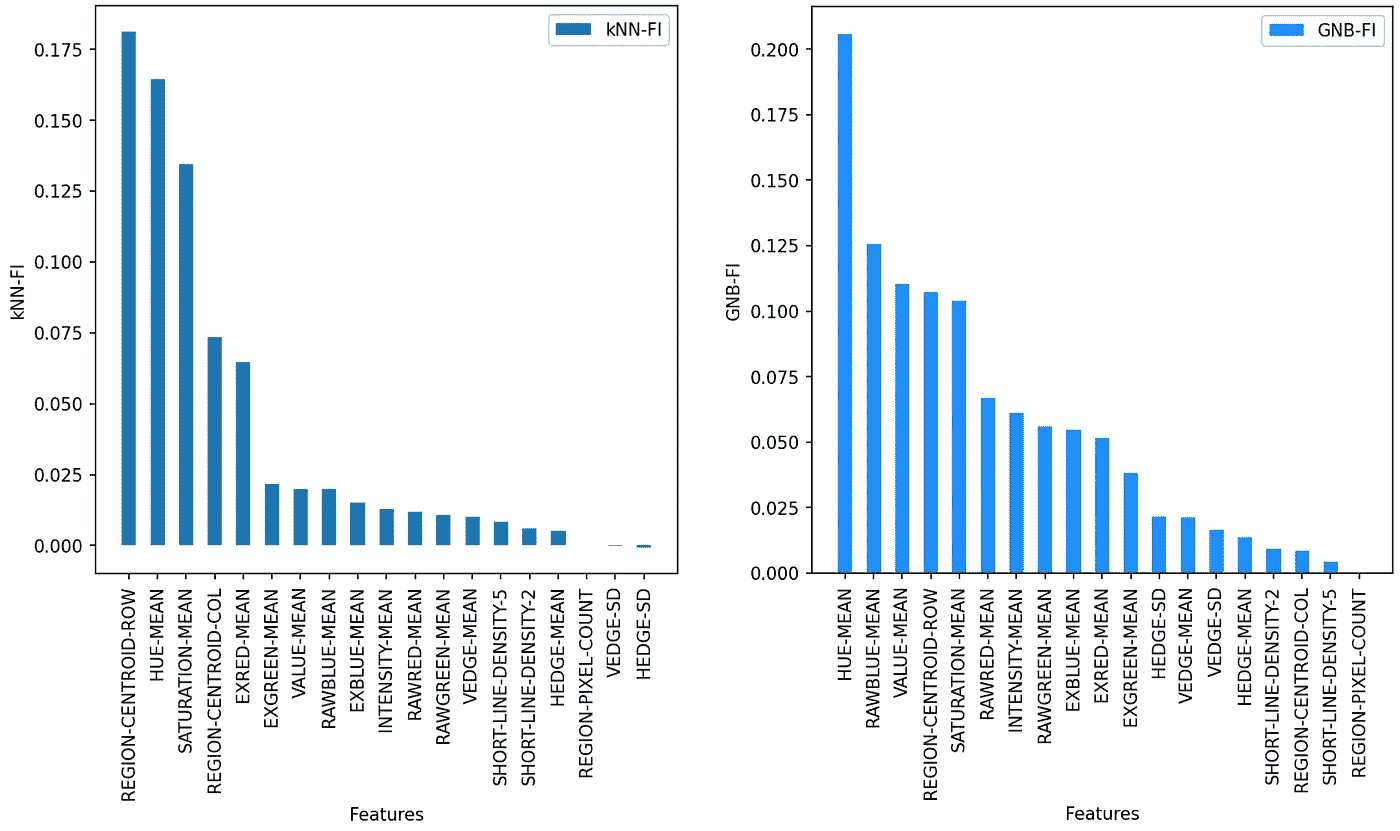 kNN-FI
0.175
0.150
0.125
0.100
0.075
0.050
0.025
0.000
kNN-FI
REGION-CENTROID-ROW
HUE-MEAN
SATURATION-MEAN
REGION-CENTROID-COL
EXRED-MEAN
EXGREEN-MEAN
VALUE-MEAN
RAWBLUE-MEAN
EXBLUE-MEAN
INTENSITY-MEAN
RAWRED-MEAN
RAWGREEN-MEAN
VEDGE-MEAN
SHORT-LINE-DENSITY-5
SHORT-LINE-DENSITY-2
HEDGE-MEAN
REGION-PIXEL-COUNT
VEDGE-SD
HEDGE-SD
Features
GNB-FI
0.200
0.175
0.150
0.125
0.100
0.075
0.050
0.025
0.000
GNB-FI
HUE-MEAN
RAWBLUE-MEAN
VALUE-MEAN
REGION-CENTROID-ROW
SATURATION-MEAN
RAWRED-MEAN
INTENSITY-MEAN
RAWGREEN-MEAN
EXBLUE-MEAN
EXRED-MEAN
EXGREEN-MEAN
HEDGE-SD
VEDGE-MEAN
VEDGE-SD
HEDGE-MEAN
SHORT-LINE-DENSITY-2
REGION-CENTROID-COL
SHORT-LINE-DENSITY-5
REGION-PIXEL-COUNT
Features